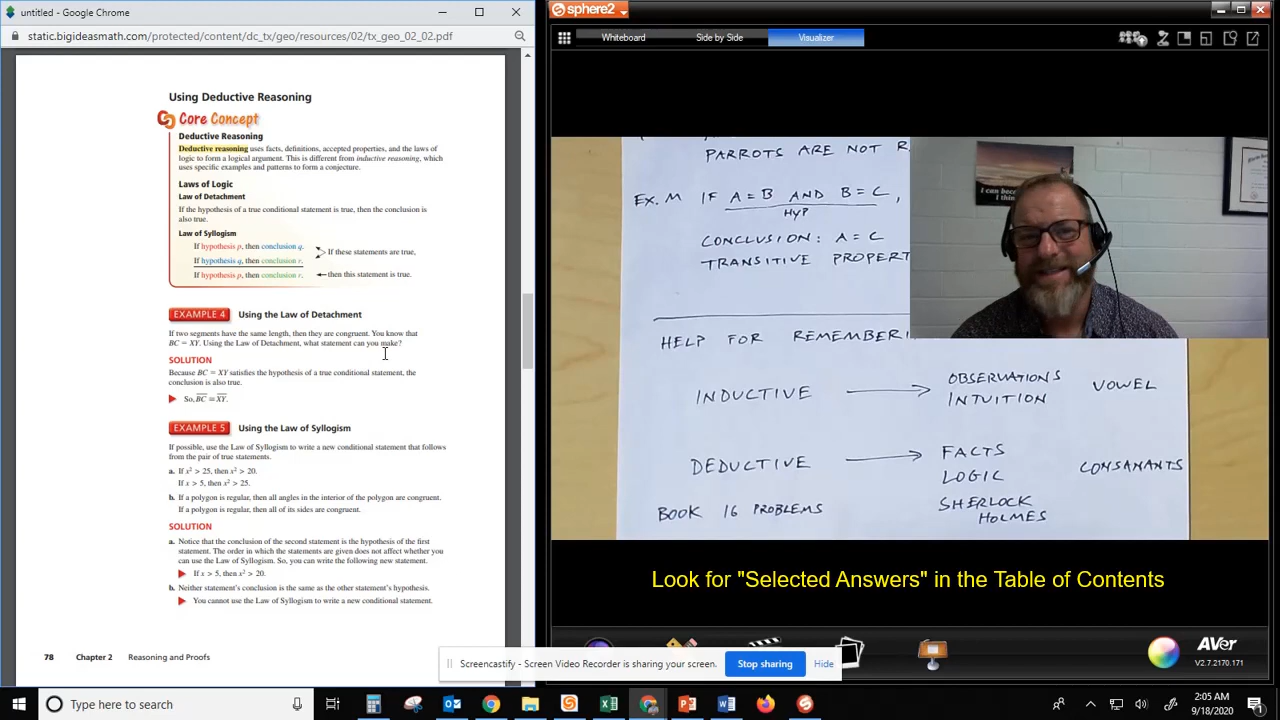 untitled - Google Chrome
static.bigideasmath.com/protected/content/dc_tx/geo/resources/02/tx_geo_02_02.pdf
Using Deductive Reasoning
Core Concept
Deductive Reasoning
Deductive reasoning uses facts, definitions, accepted properties, and the laws of
logic to form a logical argument. This is different from inductive reasoning, which
uses specific examples and patterns to form a conjecture.
Laws of Logic
Law of Detachment
If the hypothesis of a true conditional statement is true, then the conclusion is
also true.
Law of Syllogism
If hypothesis p, then conclusion q.
If hypothesis q, then conclusion r.
If these statements are true,
If hypothesis p, then conclusion r.
then this statement is true.
EXAMPLE 4 Using the Law of Detachment
If two segments have the same length, then they are congruent. You know that
BC = XY. Using the Law of Detachment, what statement can you make?
SOLUTION
Because BC = XY satisfies the hypothesis of a true conditional statement, the
conclusion is also true.
So, BC ≅ XY.
EXAMPLE 5 Using the Law of Syllogism
If possible, use the Law of Syllogism to write a new conditional statement that follows
from the pair of true statements.
a. If x² > 25, then x² > 20.
If x > 5, then x² > 25.
b. If a polygon is regular, then all angles in the interior of the polygon are congruent.
If a polygon is regular, then all of its sides are congruent.
SOLUTION
a. Notice that the conclusion of the second statement is the hypothesis of the first
statement. The order in which the statements are given does not affect whether you
can use the Law of Syllogism. So, you can write the following new statement.
If x > 5, then x² > 20.
b. Neither statement's conclusion is the same as the other statement's hypothesis.
You cannot use the Law of Syllogism to write a new conditional statement.
78 Chapter 2 Reasoning and Proofs
sphere2
Whiteboard Side by Side Visualizer
PARROTS ARE NOT R
EX. M IF A = B AND B = C ,
HYP
CONCLUSION: A = C
TRANSITIVE PROPERT
HELP FOR REMEMBERI
INDUCTIVE
OBSERVATIONS
INTUITION
VOWEL
DEDUCTIVE
FACTS
LOGIC
CONSANANTS
SHERLOCK
HOLMES
BOOK 16 PROBLEMS
I can
Look for "Selected Answers" in the Table of Contents
AVer
V2.7.2170.171
Screencastify - Screen Video Recorder is sharing your screen. Stop sharing Hide
Type here to search
2:05 AM
9/18/2020